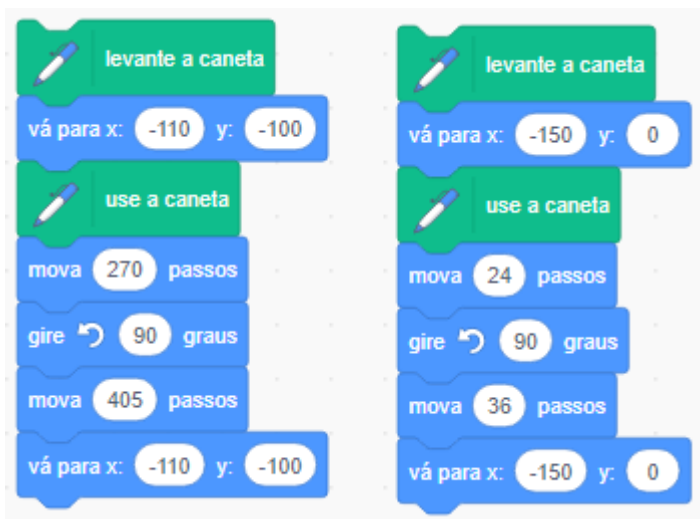 levante a caneta
vá para x: -110 y: -100
use a caneta
mova 270 passos
gire 90 graus
mova 405 passos
vá para x: -110 y: -100
levante a caneta
vá para x: -150 y: 0
use a caneta
mova 24 passos
gire 90 graus
mova 36 passos
vá para x: -150 y: 0